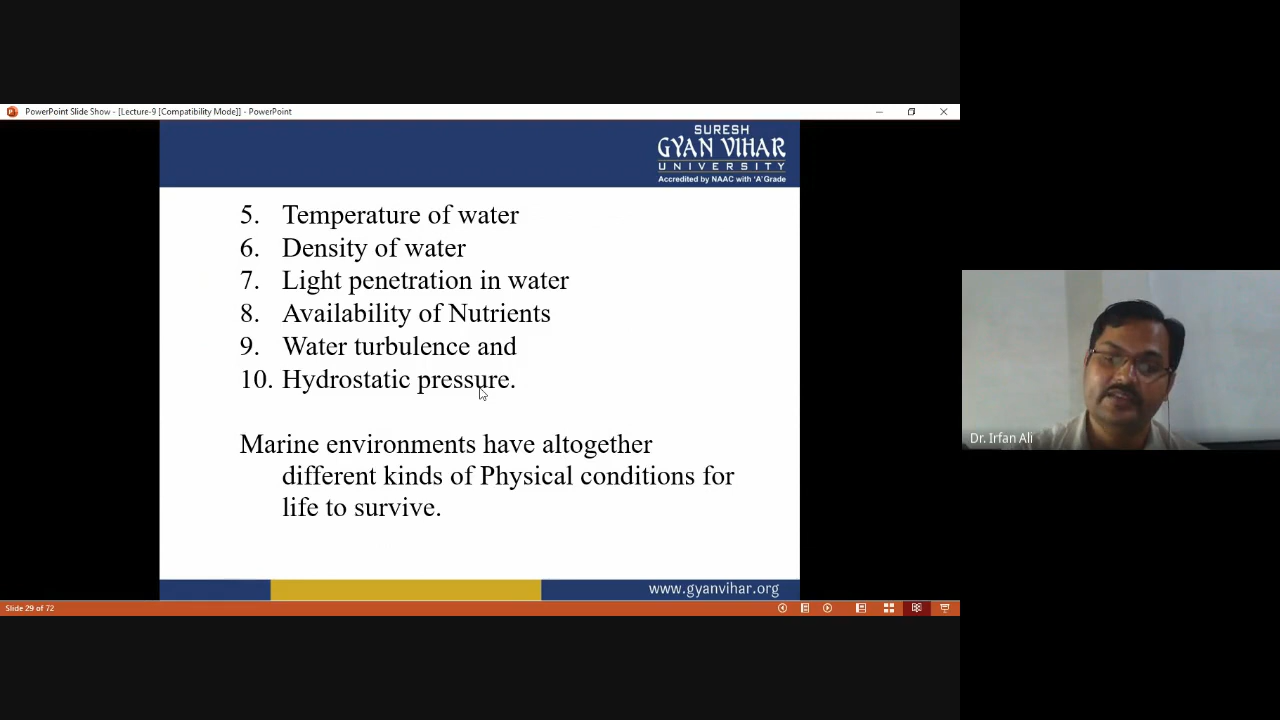 PowerPoint Slide Show - [Lecture-9 [Compatibility Mode]] - PowerPoint
SURESH
GYAN VIHAR
UNIVERSITY
Accredited by NAAC with 'A' Grade
5. Temperature of water
6. Density of water
7. Light penetration in water
8. Availability of Nutrients
9. Water turbulence and
10. Hydrostatic pressure.
Marine environments have altogether
different kinds of Physical conditions for
life to survive.
www.gyanvihar.org
Slide 29 of 72
Dr. Irfan Ali